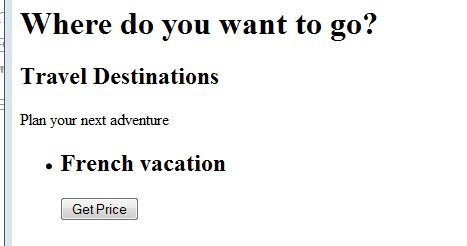 Where do you want to go?
Travel Destinations
Plan your next adventure
French vacation
Get Price